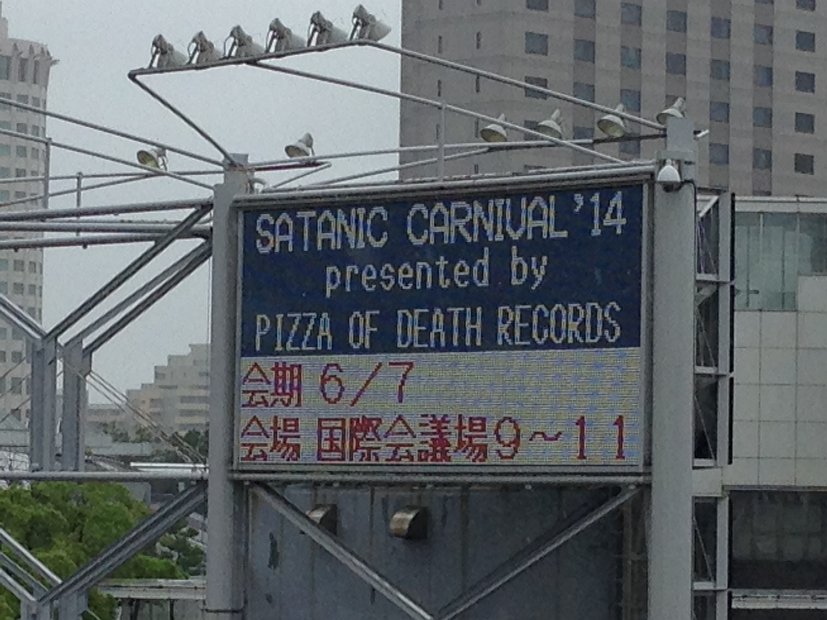 SATANIC CARNIVAL'14
presented by
PIZZA OF DEATH RECORDS
会期 6/7
会場 国際会議場9～11